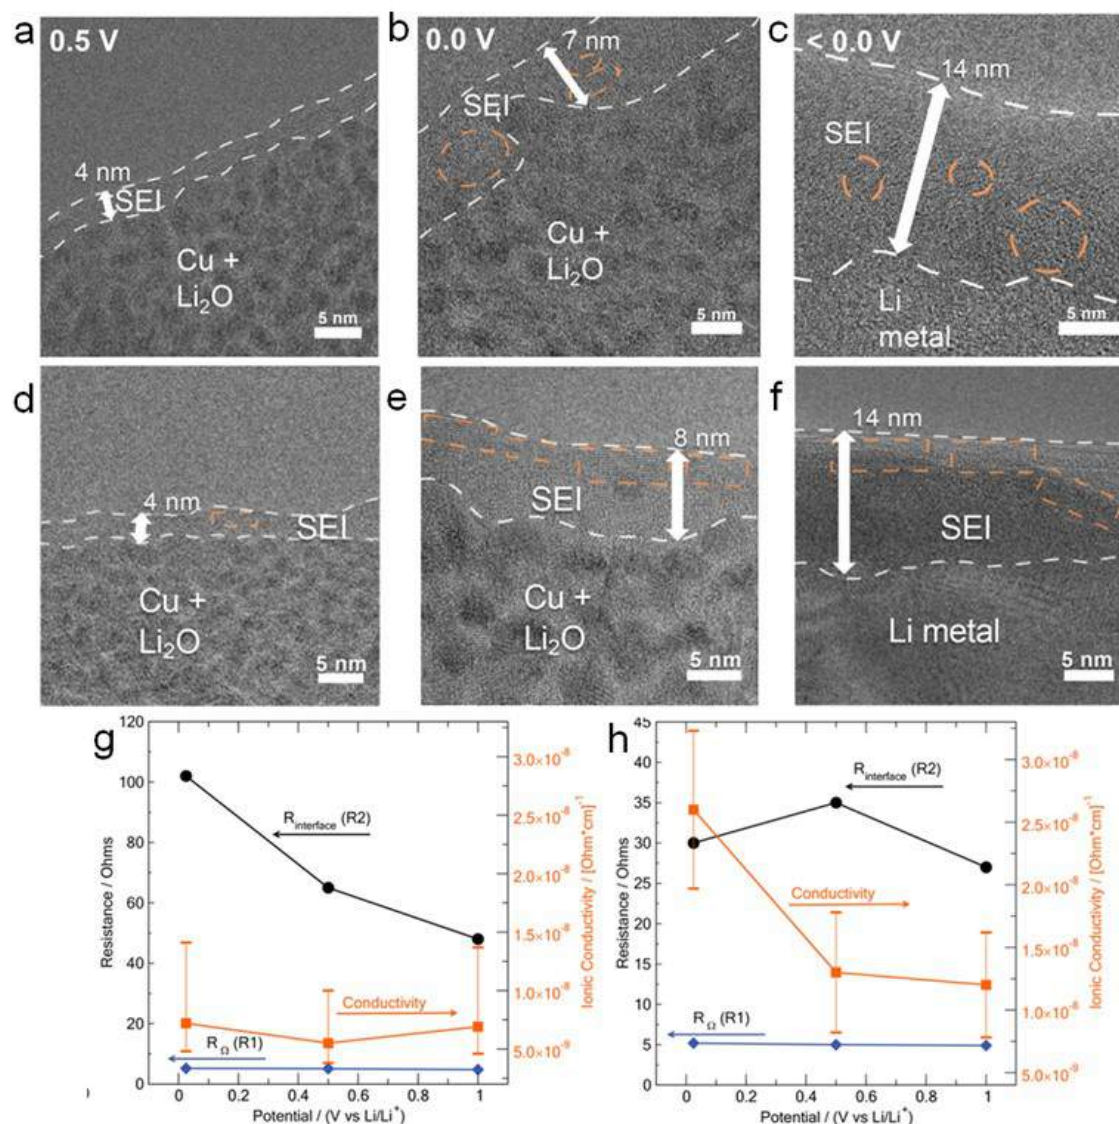 a
0.5 V
4 nm
SEI
Cu +
Li₂O
5 nm
b
0.0 V
7 nm
SEI
Cu +
Li₂O
5 nm
c
< 0.0 V
14 nm
SEI
Li
metal
5 nm
d
4 nm
SEI
Cu +
Li₂O
5 nm
e
8 nm
SEI
Cu +
Li₂O
5 nm
f
14 nm
SEI
Li metal
5 nm
g
120
100
80
60
40
20
0
Resistance / Ohms
R_interface (R2)
Conductivity
R_Ω (R1)
3.0×10⁻⁸
2.5×10⁻⁸
2.0×10⁻⁸
1.5×10⁻⁸
1.0×10⁻⁸
5.0×10⁻⁹
Ionic Conductivity / [Ohm*cm]⁻¹
0 0.2 0.4 0.6 0.8 1
Potential / (V vs Li/Li⁺)
h
45
40
35
30
25
20
15
10
5
0
Resistance / Ohms
R_interface (R2)
Conductivity
R_Ω (R1)
3.0×10⁻⁸
2.5×10⁻⁸
2.0×10⁻⁸
1.5×10⁻⁸
1.0×10⁻⁸
5.0×10⁻⁹
Ionic Conductivity / [Ohm*cm]⁻¹
0 0.2 0.4 0.6 0.8 1
Potential / (V vs Li/Li⁺)